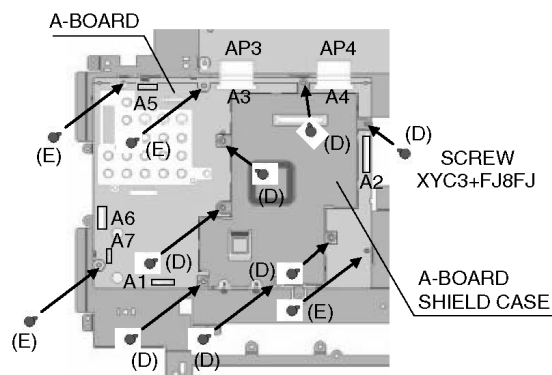 A-BOARD
AP3 AP4
A5 A3 A4
(E) (E) (D) (D)
A2
SCREW
XYC3+FJ8FJ
(D)
A6
A7
(D) (D)
A1
A-BOARD
SHIELD CASE
(E) (D) (D) (E)